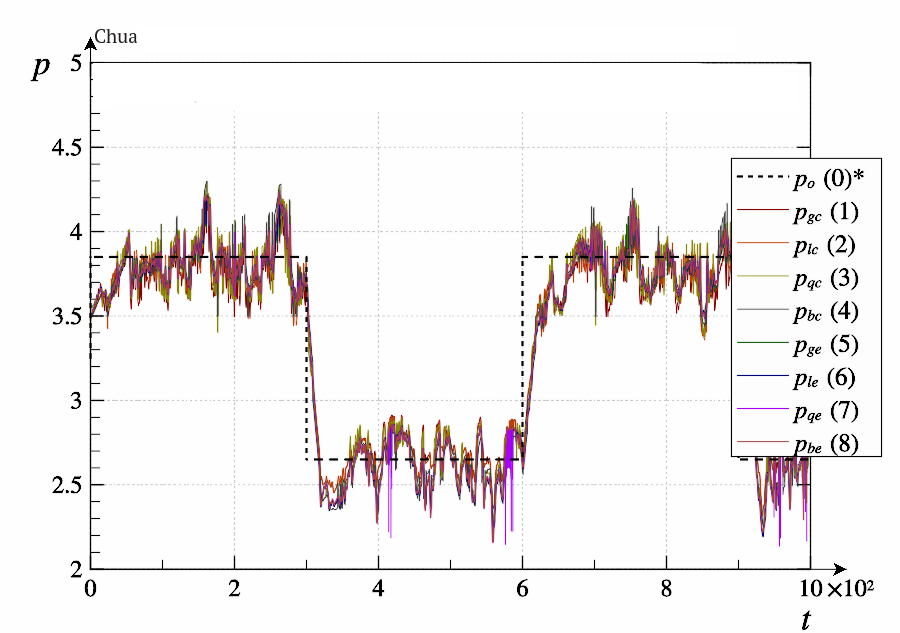 Chua
p
5
4.5
4
3.5
3
2.5
2
0 2 4 6 8 10 ×10²
t
pₒ (0)*
p_gc (1)
p_lc (2)
p_qc (3)
p_bc (4)
p_ge (5)
p_le (6)
p_qe (7)
p_be (8)